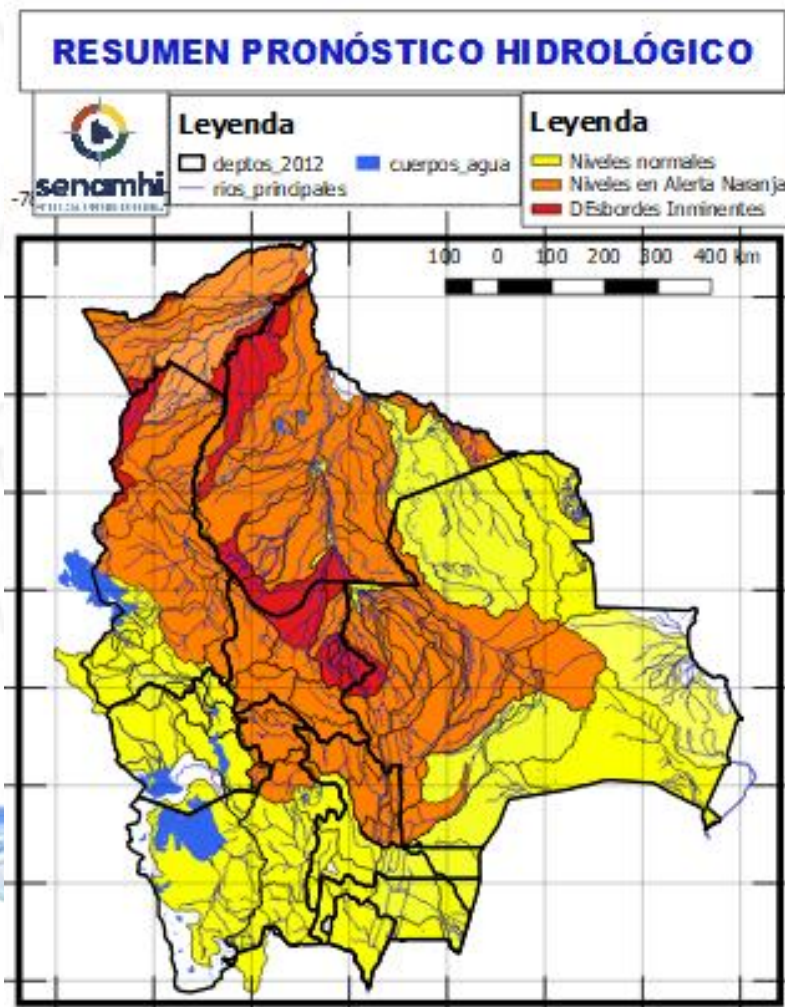 RESUMEN PRONÓSTICO HIDROLÓGICO
senamhi
Leyenda
deptos_2012
cuerpos_agua
rios_principales
Leyenda
Niveles normales
Niveles en Alerta Naranja
DEsbordes Inminentes
100 0 100 200 300 400 km